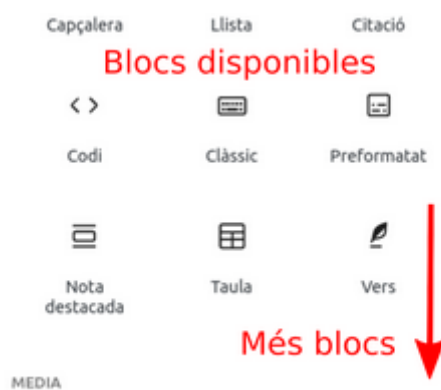 Capçalera Llista Citació
Blocs disponibles
Codi Clàssic Preformatat
Nota destacada Taula Vers
Més blocs
MEDIA